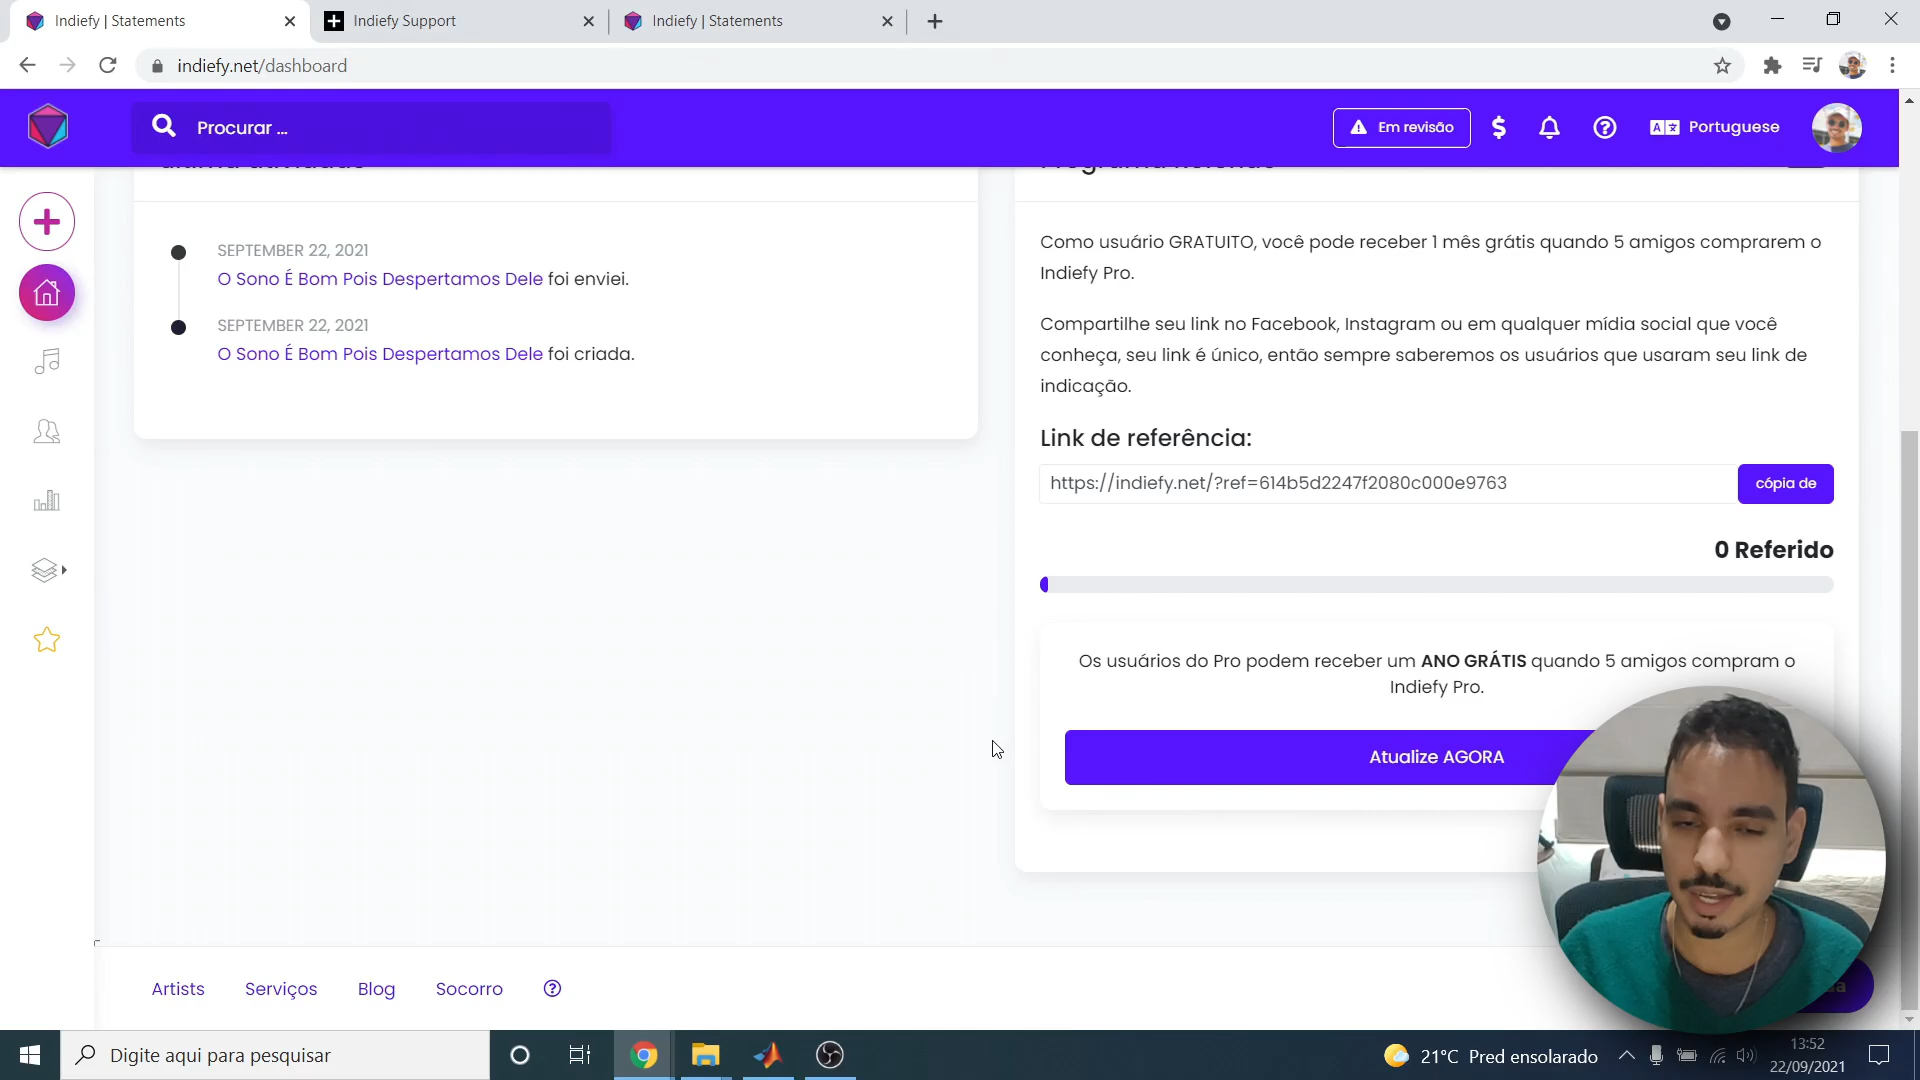 Indiefy | Statements
Indiefy Support
Indiefy | Statements
indiefy.net/dashboard
Procurar ...
Em revisão
Portuguese
SEPTEMBER 22, 2021
O Sono É Bom Pois Despertamos Dele foi enviei.
SEPTEMBER 22, 2021
O Sono É Bom Pois Despertamos Dele foi criada.
Como usuário GRATUITO, você pode receber 1 mês grátis quando 5 amigos comprarem o
Indiefy Pro.
Compartilhe seu link no Facebook, Instagram ou em qualquer mídia social que você
conheça, seu link é único, então sempre saberemos os usuários que usaram seu link de
indicação.
Link de referência:
https://indiefy.net/?ref=614b5d2247f2080c000e9763
cópia de
0 Referido
Os usuários do Pro podem receber um ANO GRÁTIS quando 5 amigos compram o
Indiefy Pro.
Atualize AGORA
Artists
Serviços
Blog
Socorro
Digite aqui para pesquisar
21°C Pred ensolarado
13:52
22/09/2021